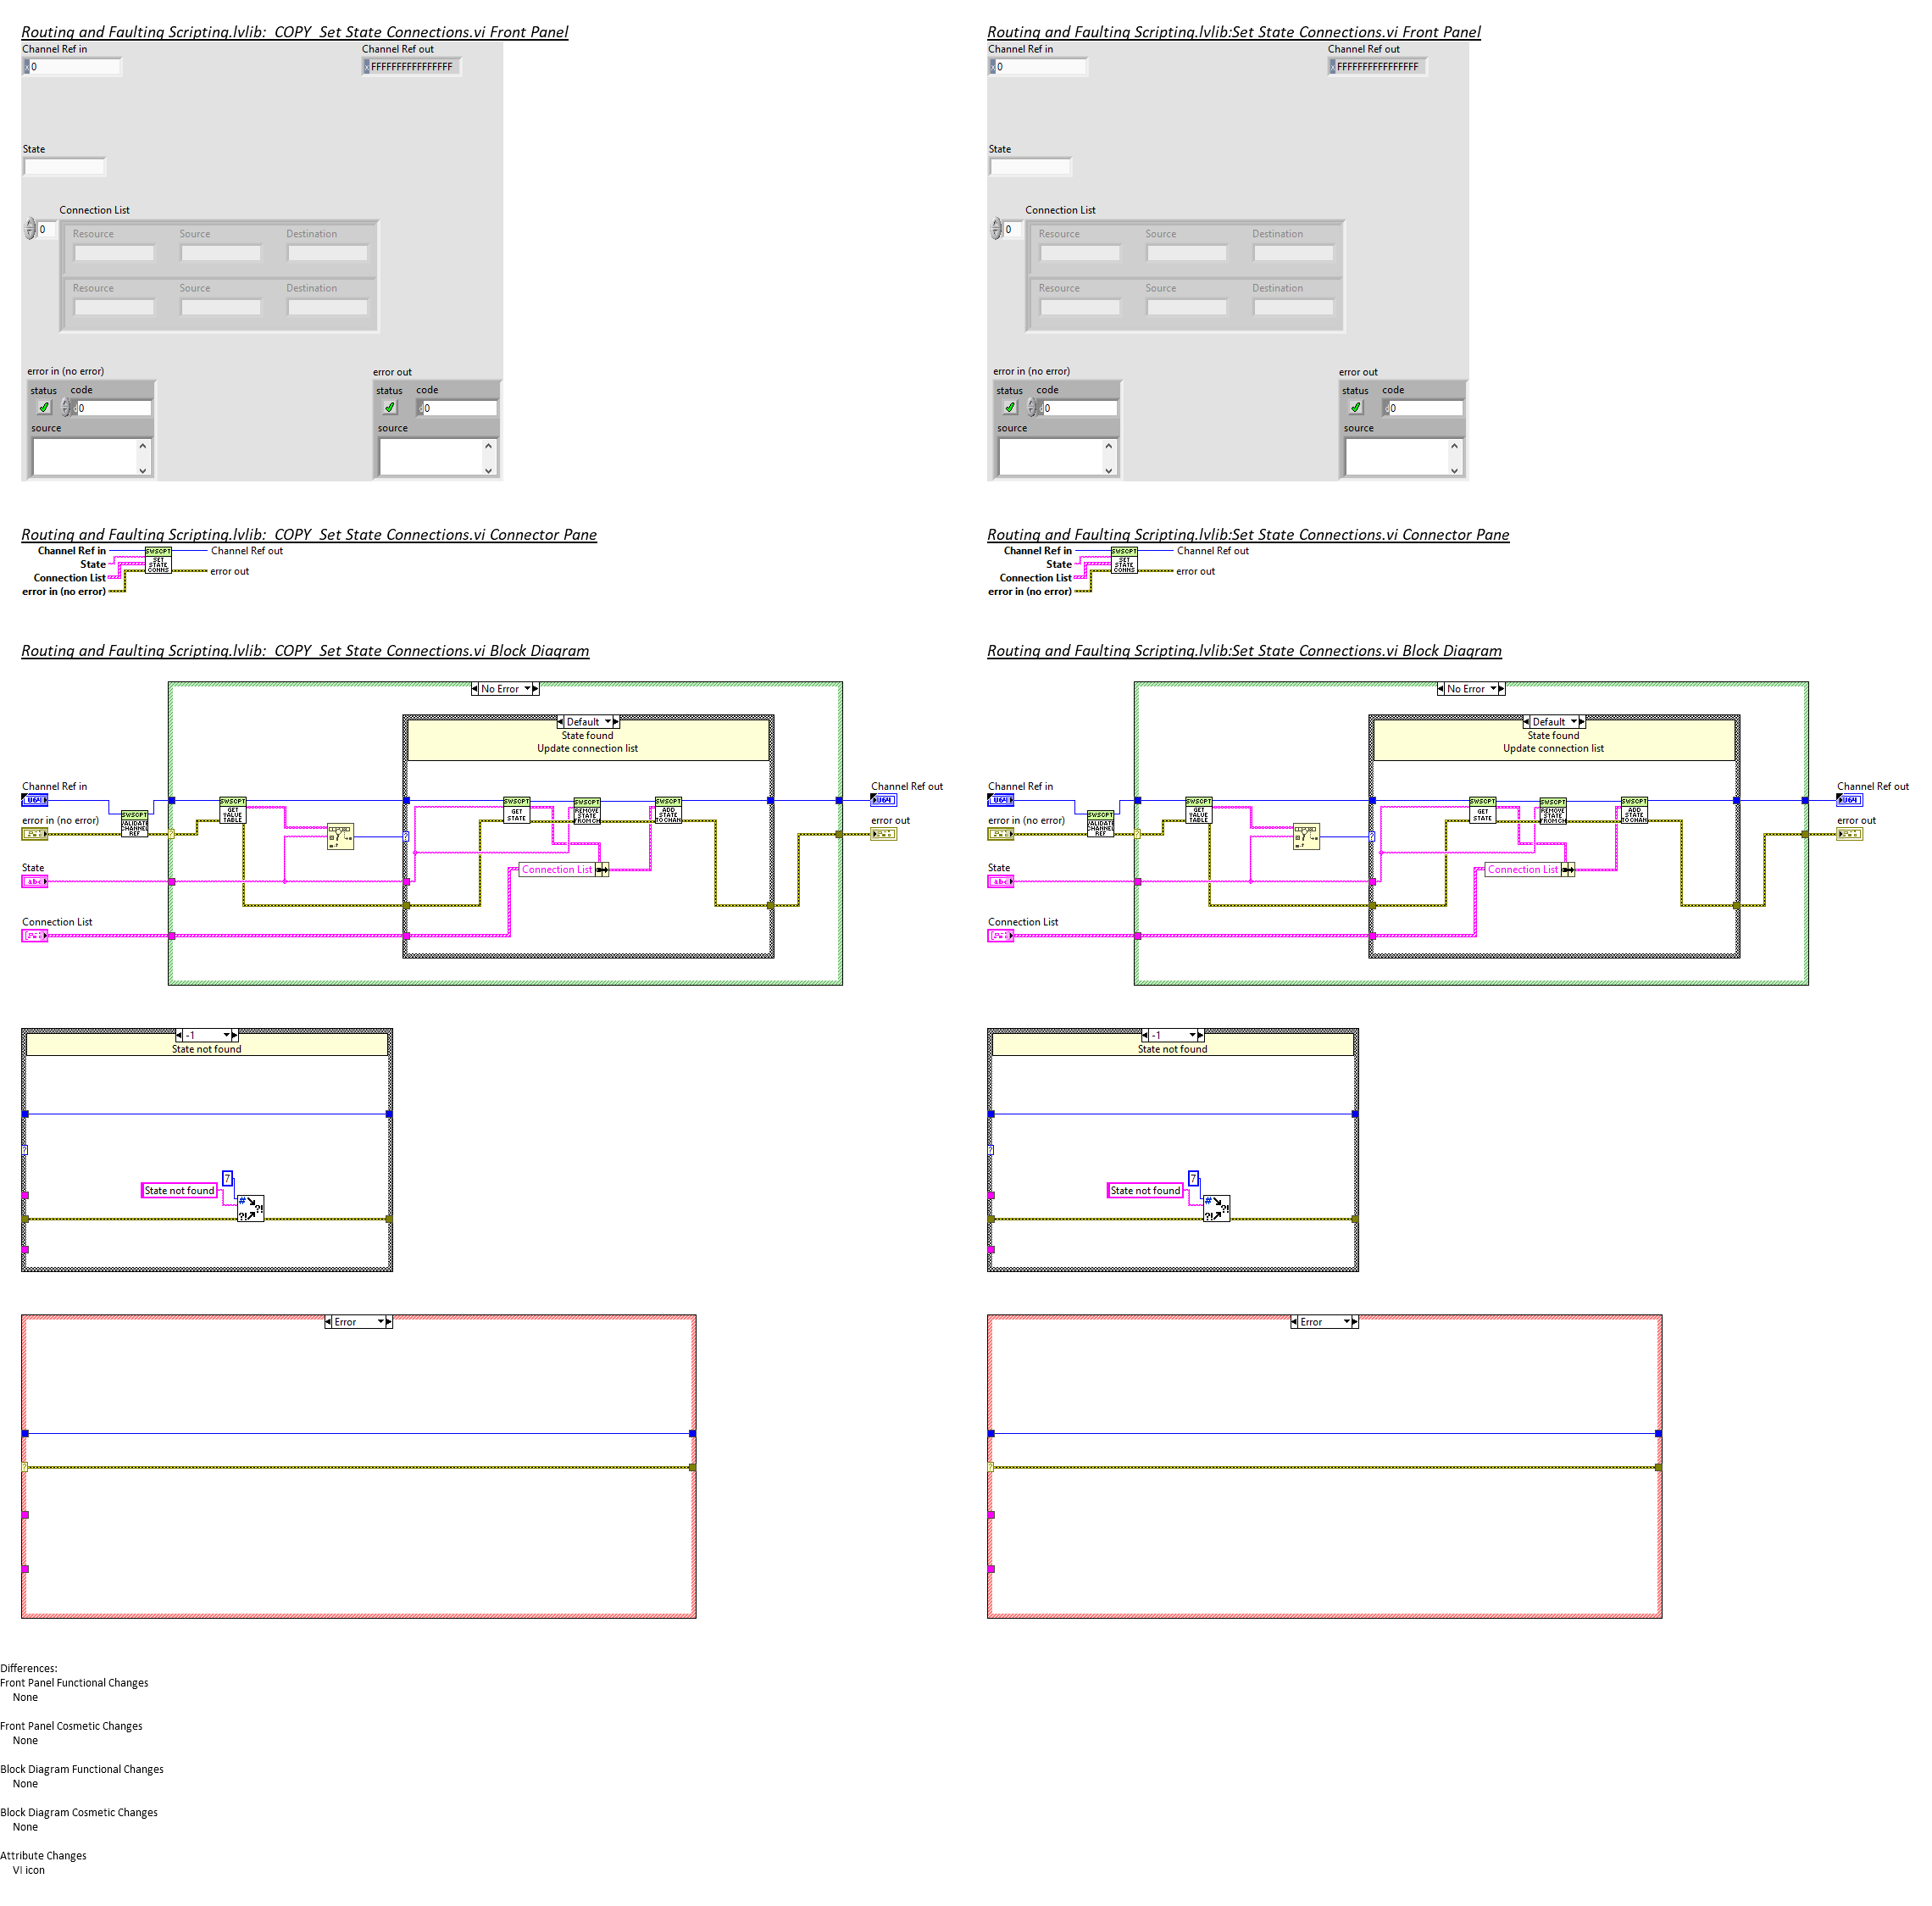 Routing and Faulting Scripting.lvlib:  COPY  Set State Connections.vi Front Panel
Channel Ref in
Channel Ref out
0
FFFFFFFFFFFFFFFF
State
Connection List
0
Resource
Source
Destination
Resource
Source
Destination
error in (no error)
error out
status
code
status
code
0
0
source
source
Routing and Faulting Scripting.lvlib:Set State Connections.vi Front Panel
Channel Ref in
Channel Ref out
0
FFFFFFFFFFFFFFFF
State
Connection List
0
Resource
Source
Destination
Resource
Source
Destination
error in (no error)
error out
status
code
status
code
0
0
source
source
Routing and Faulting Scripting.lvlib:  COPY  Set State Connections.vi Connector Pane
Channel Ref in
SWSCPT
Channel Ref out
State
SET
STATE
CONNS
Connection List
error out
error in (no error)
Routing and Faulting Scripting.lvlib:Set State Connections.vi Connector Pane
Channel Ref in
SWSCPT
Channel Ref out
State
SET
STATE
CONNS
Connection List
error out
error in (no error)
Routing and Faulting Scripting.lvlib:  COPY  Set State Connections.vi Block Diagram
No Error
Default
State found
Update connection list
Channel Ref in
U64
error in (no error)
SWSCPT
VALIDATE
CHANNEL
REF
SWSCPT
GET
VALUE
TABLE
SWSCPT
GET
STATE
SWSCPT
REMOVE
STATE
FROMCH
SWSCPT
ADD
STATE
TOCHAN
Channel Ref out
U64
error out
State
abc
Connection List
Connection List
Routing and Faulting Scripting.lvlib:Set State Connections.vi Block Diagram
No Error
Default
State found
Update connection list
Channel Ref in
U64
error in (no error)
SWSCPT
VALIDATE
CHANNEL
REF
SWSCPT
GET
VALUE
TABLE
SWSCPT
GET
STATE
SWSCPT
REMOVE
STATE
FROMCH
SWSCPT
ADD
STATE
TOCHAN
Channel Ref out
U64
error out
State
abc
Connection List
Connection List
-1
State not found
7
State not found
-1
State not found
7
State not found
Error
Error
Differences:
Front Panel Functional Changes
None
Front Panel Cosmetic Changes
None
Block Diagram Functional Changes
None
Block Diagram Cosmetic Changes
None
Attribute Changes
VI icon